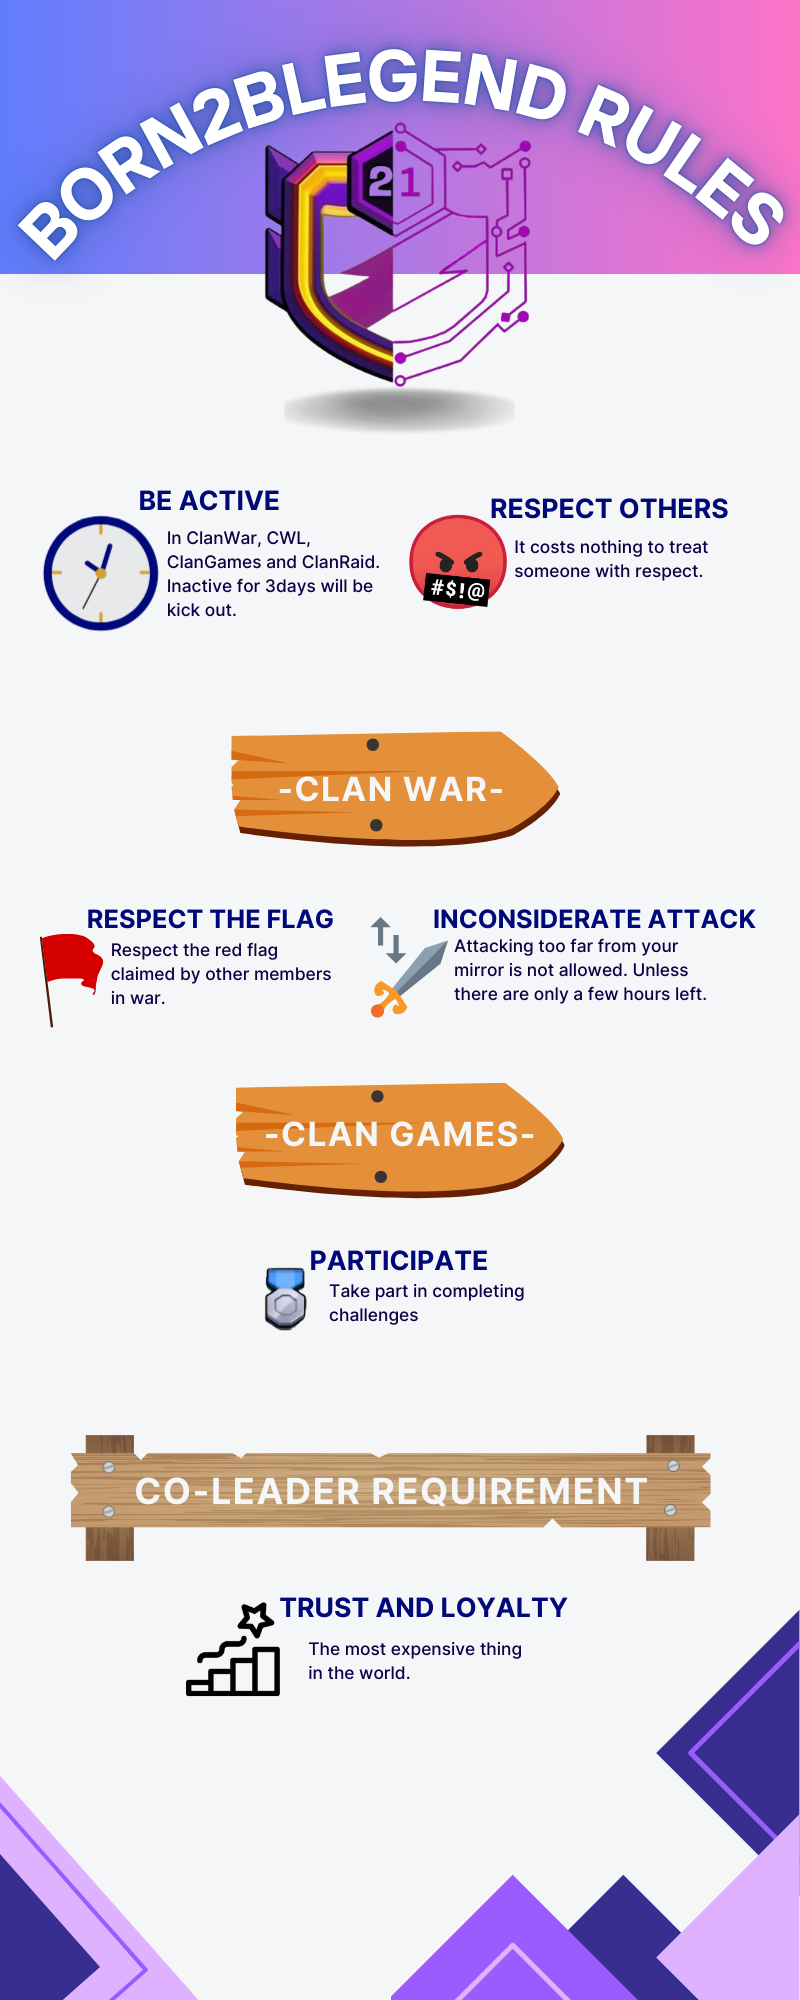 BORN2BLEGEND RULES
21
BE ACTIVE
In ClanWar, CWL,
ClanGames and ClanRaid.
Inactive for 3days will be
kick out.
RESPECT OTHERS
#$!@
It costs nothing to treat
someone with respect.
-CLAN WAR-
RESPECT THE FLAG
Respect the red flag
claimed by other members
in war.
INCONSIDERATE ATTACK
Attacking too far from your
mirror is not allowed. Unless
there are only a few hours left.
-CLAN GAMES-
PARTICIPATE
Take part in completing
challenges
CO-LEADER REQUIREMENT
TRUST AND LOYALTY
The most expensive thing
in the world.